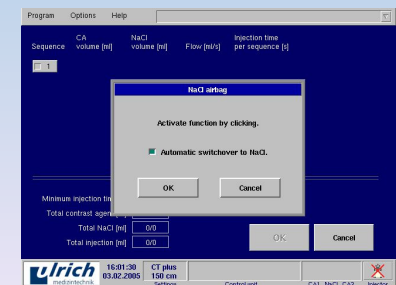 Program Options Help
CA NaCl Injection time
Sequence volume [ml] volume [ml] Flow [ml/s] per sequence [s]
1
NaCl airbag
Activate function by clicking.
Automatic switchover to NaCl.
OK Cancel
Minimum injection tim
Total contrast agen
Total NaCl [ml] 0/0
Total injection [ml] 0/0
OK Cancel
ulrich medizintechnik
16:01:30 CT plus
03.02.2005 150 cm
Settings Control unit CA1 NaCl CA2 Injector